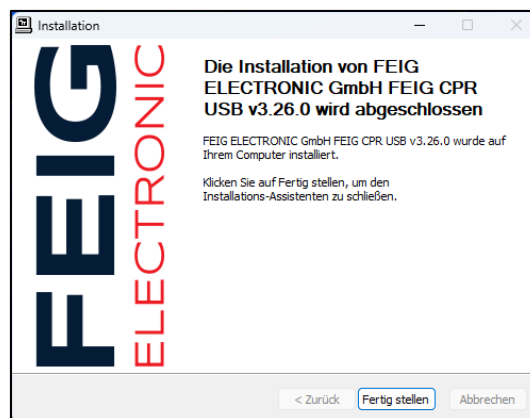 Installation
FEIG
ELECTRONIC
Die Installation von FEIG
ELECTRONIC GmbH FEIG CPR
USB v3.26.0 wird abgeschlossen
FEIG ELECTRONIC GmbH FEIG CPR USB v3.26.0 wurde auf
Ihrem Computer installiert.
Klicken Sie auf Fertig stellen, um den
Installations-Assistenten zu schließen.
< Zurück Fertig stellen Abbrechen